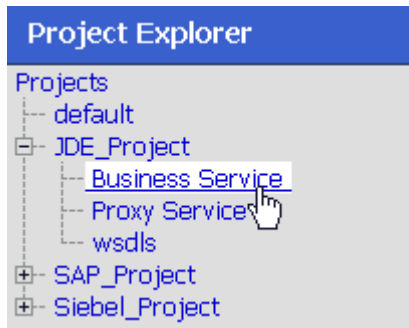 Project Explorer
Projects
default
JDE_Project
Business Service
Proxy Service
wsdls
SAP_Project
Siebel_Project